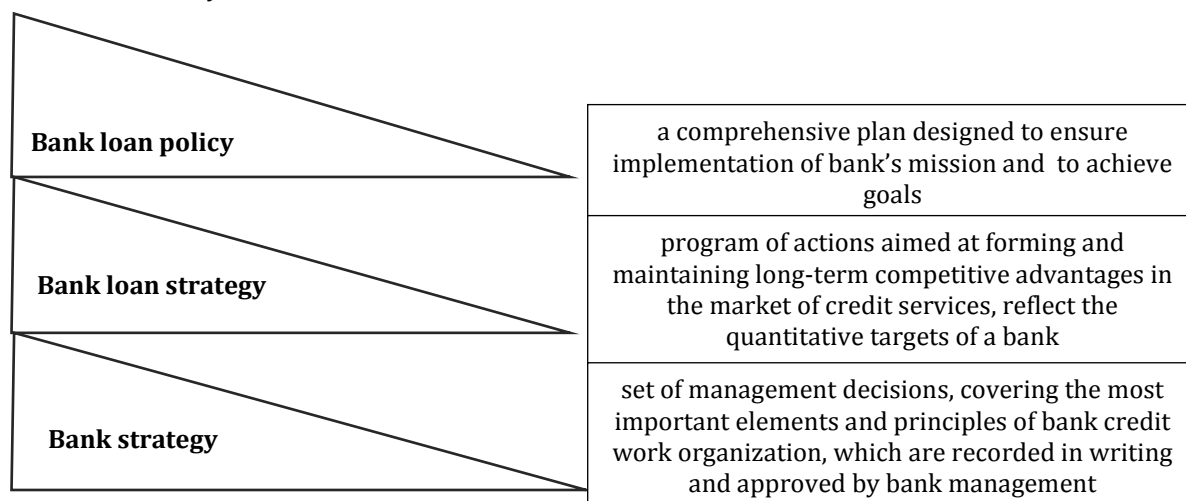 Bank loan policy
a comprehensive plan designed to ensure
implementation of bank's mission and to achieve
goals
Bank loan strategy
program of actions aimed at forming and
maintaining long-term competitive advantages in
the market of credit services, reflect the
quantitative targets of a bank
Bank strategy
set of management decisions, covering the most
important elements and principles of bank credit
work organization, which are recorded in writing
and approved by bank management